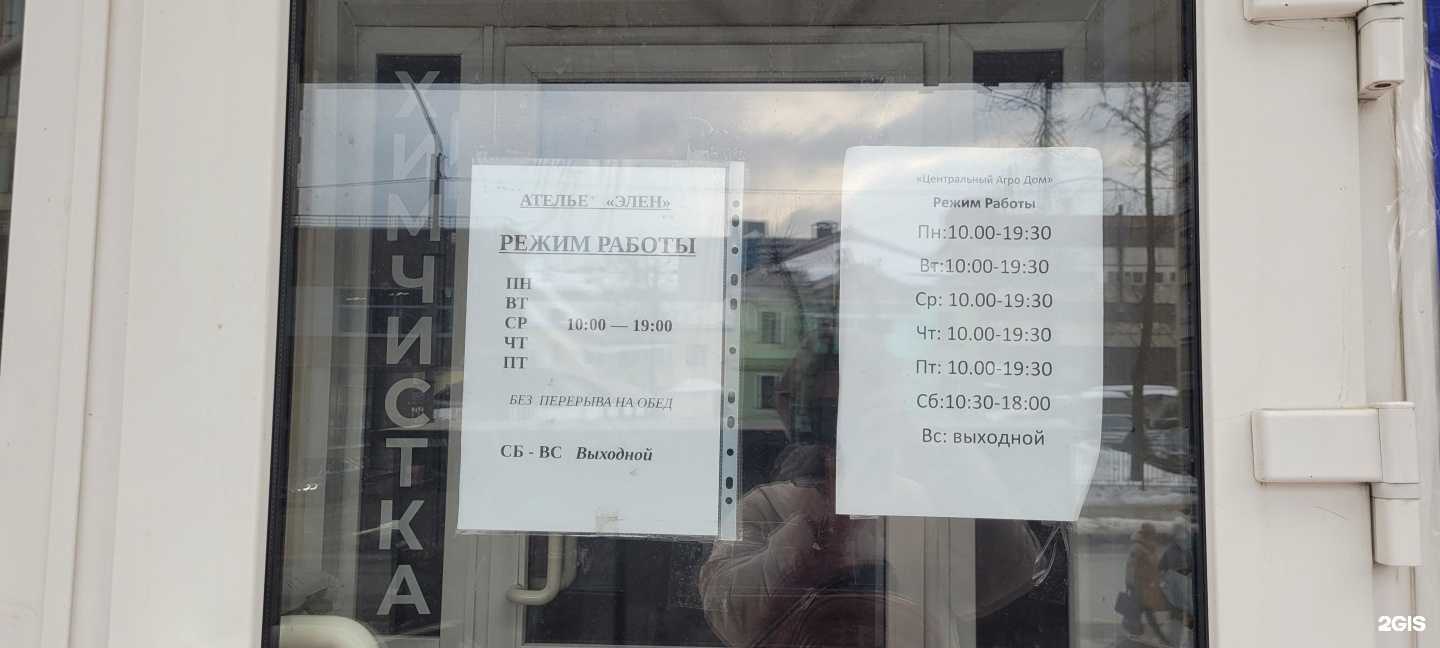 ХИМЧИСТКА
АТЕЛЬЕ «ЭЛЕН»
РЕЖИМ РАБОТЫ
ПН
ВТ
СР 10:00 — 19:00
ЧТ
ПТ
БЕЗ ПЕРЕРЫВА НА ОБЕД
СБ - ВС Выходной
«Центральный Агро Дом»
Режим Работы
Пн:10.00-19:30
Вт:10:00-19:30
Ср: 10.00-19:30
Чт: 10.00-19:30
Пт: 10.00-19:30
Сб:10:30-18:00
Вс: выходной
2GIS